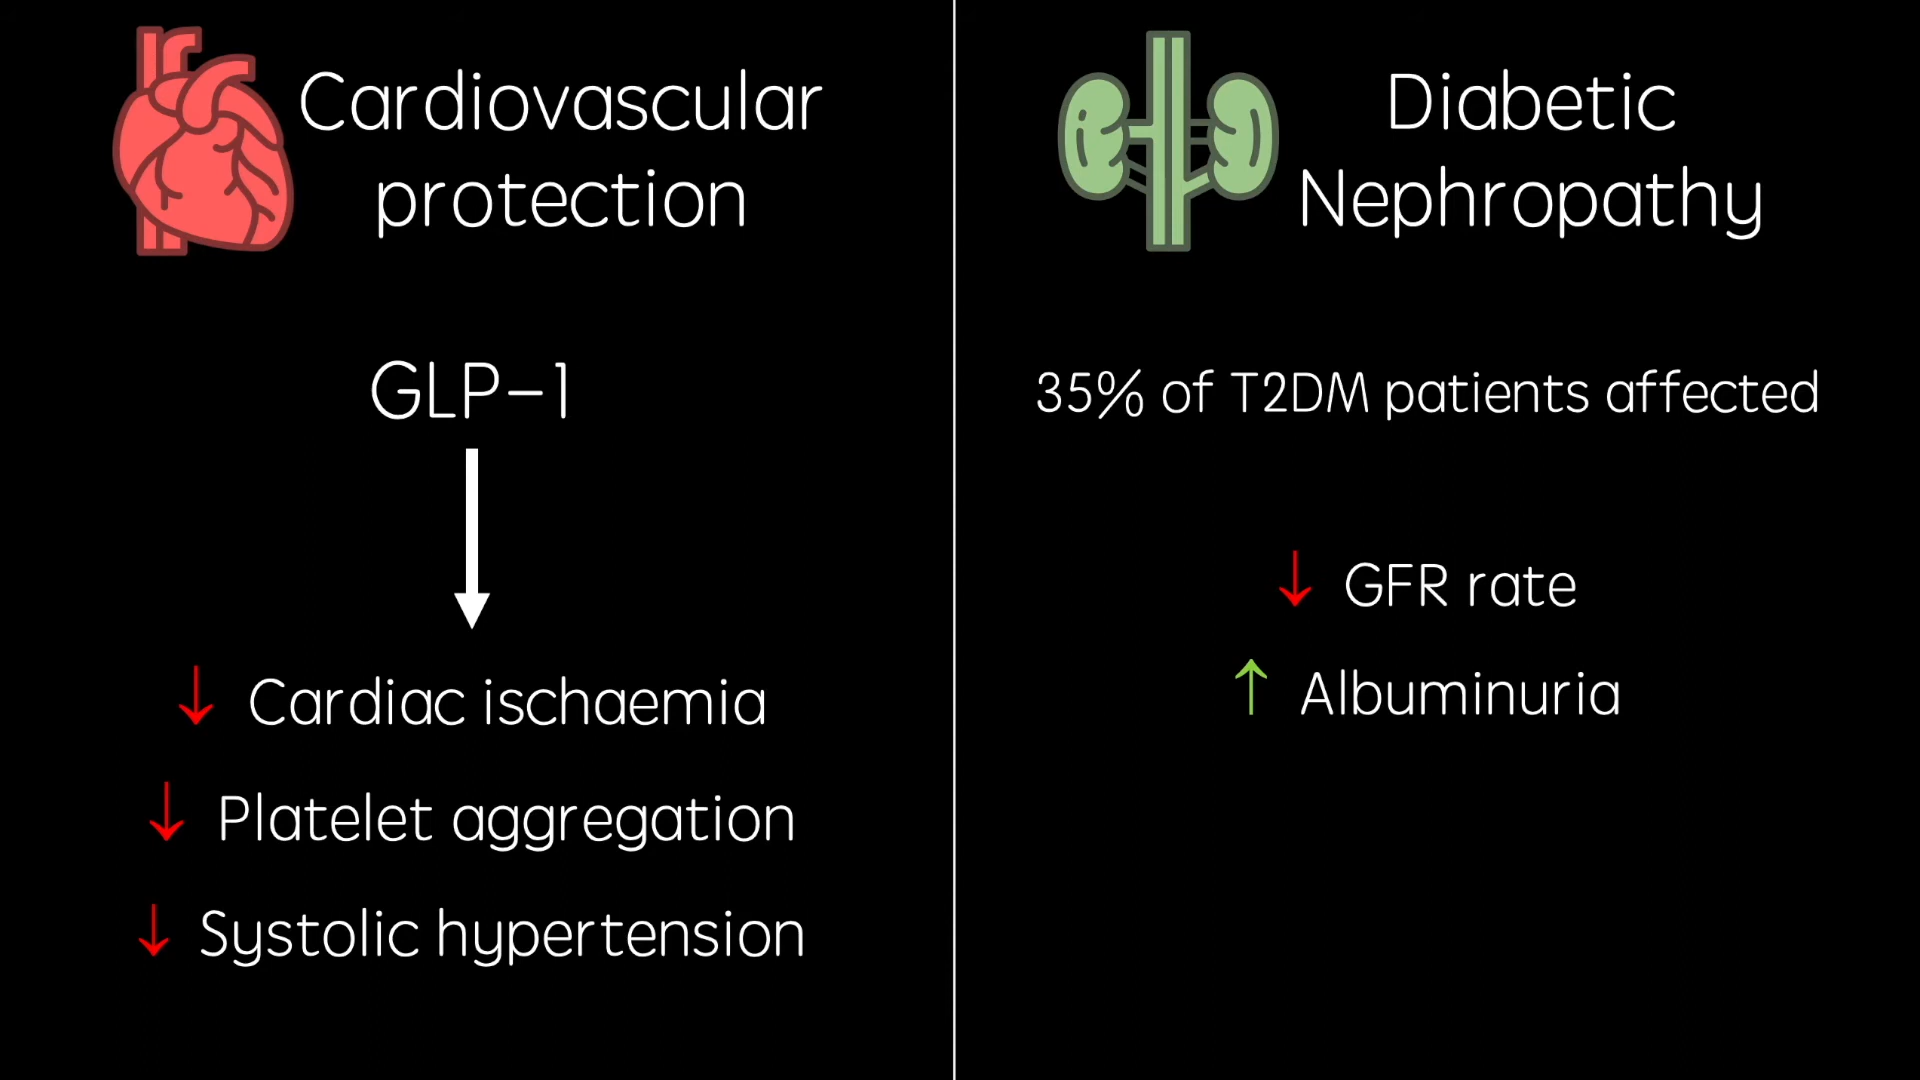 Cardiovascular
protection
GLP-1
↓ Cardiac ischaemia
↓ Platelet aggregation
↓ Systolic hypertension
Diabetic
Nephropathy
35% of T2DM patients affected
↓ GFR rate
↑ Albuminuria